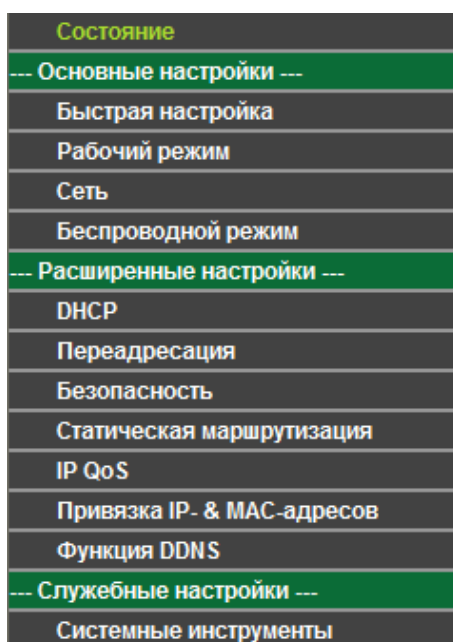 Состояние
--- Основные настройки ---
Быстрая настройка
Рабочий режим
Сеть
Беспроводной режим
--- Расширенные настройки ---
DHCP
Переадресация
Безопасность
Статическая маршрутизация
IP QoS
Привязка IP- & MAC-адресов
Функция DDNS
--- Служебные настройки ---
Системные инструменты